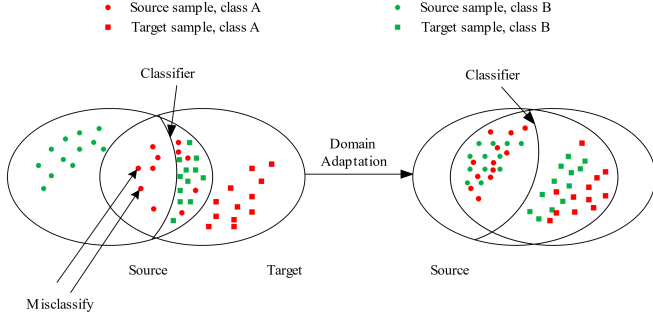 Source sample, class A
Source sample, class B
Target sample, class A
Target sample, class B
Classifier
Classifier
Domain
Adaptation
Source
Target
Source
Misclassify